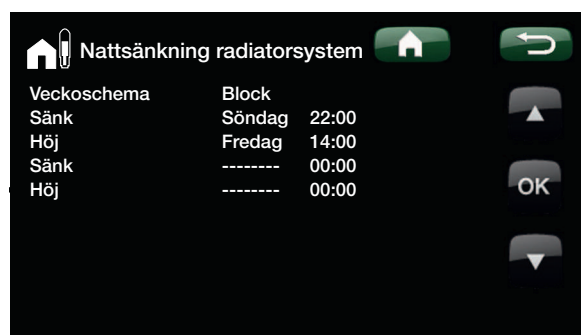 Nattsänkning radiatorsystem
Veckoschema Block
Sänk Söndag 22:00
Höj Fredag 14:00
Sänk -------- 00:00
Höj -------- 00:00
OK